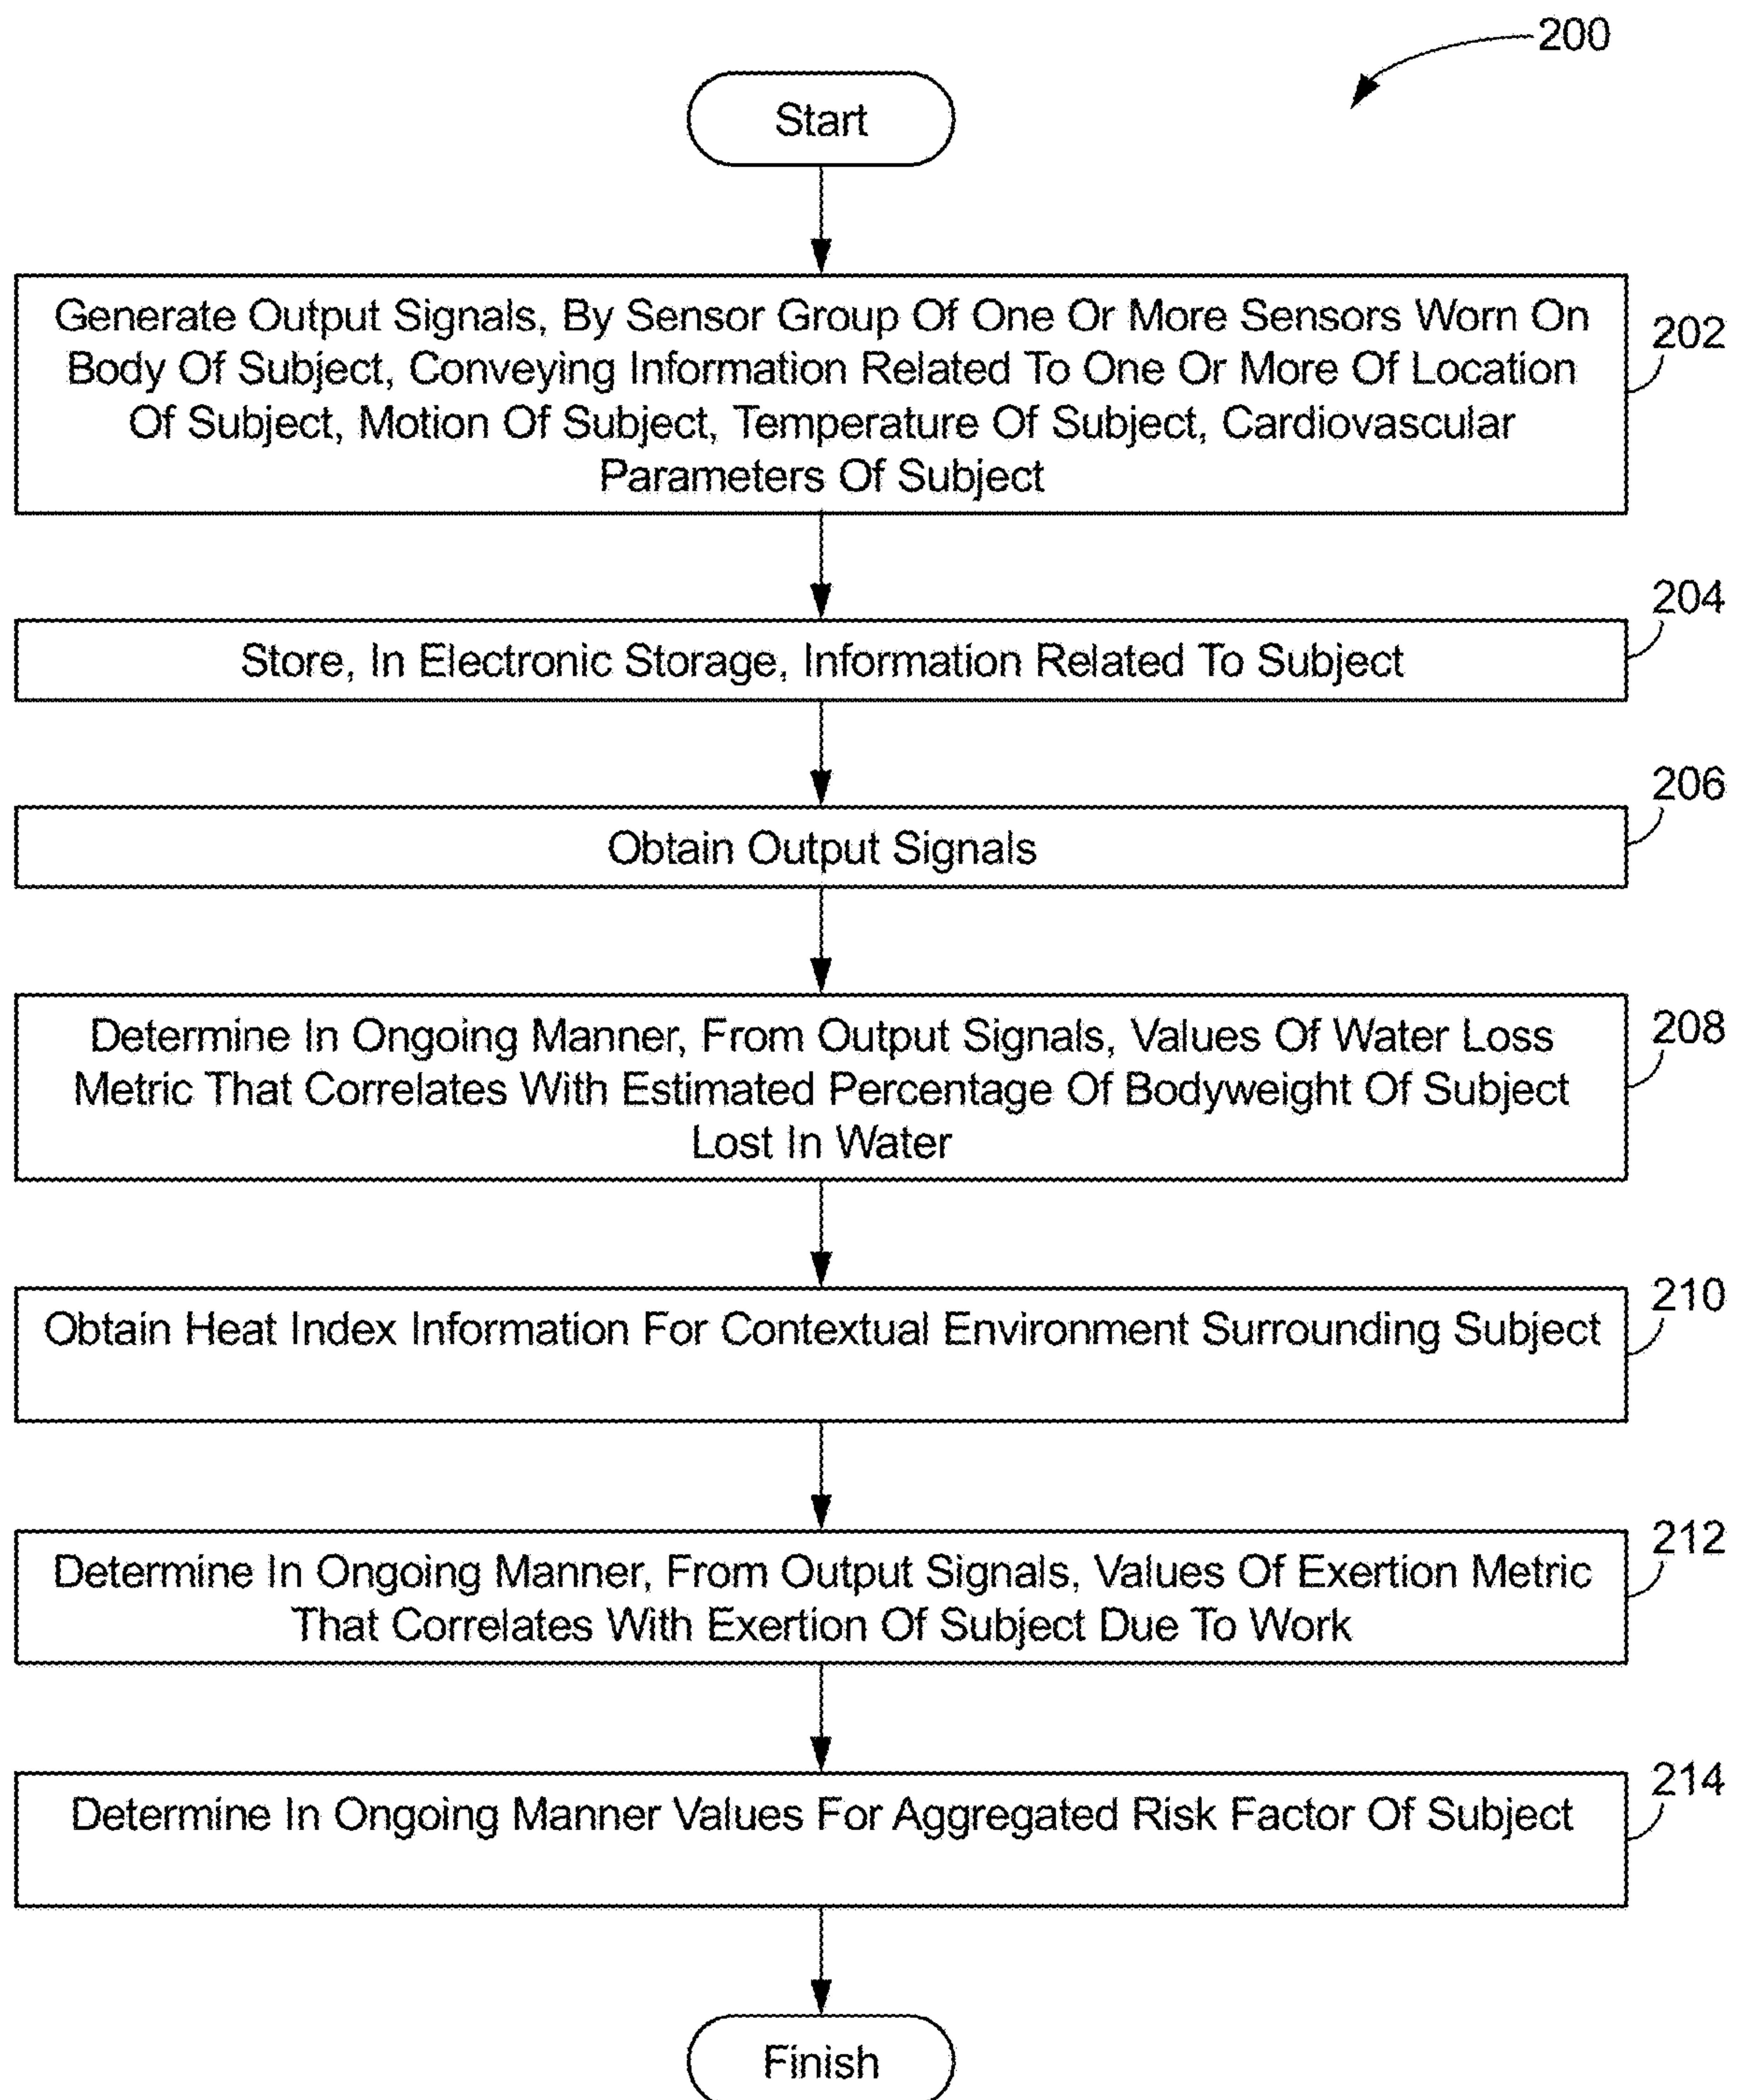 200
Start
Generate Output Signals, By Sensor Group Of One Or More Sensors Worn On
Body Of Subject, Conveying Information Related To One Or More Of Location
Of Subject, Motion Of Subject, Temperature Of Subject, Cardiovascular
Parameters Of Subject
202
204
Store, In Electronic Storage, Information Related To Subject
206
Obtain Output Signals
Determine In Ongoing Manner, From Output Signals, Values Of Water Loss
Metric That Correlates With Estimated Percentage Of Bodyweight Of Subject
Lost In Water
208
210
Obtain Heat Index Information For Contextual Environment Surrounding Subject
212
Determine In Ongoing Manner, From Output Signals, Values Of Exertion Metric
That Correlates With Exertion Of Subject Due To Work
214
Determine In Ongoing Manner Values For Aggregated Risk Factor Of Subject
Finish